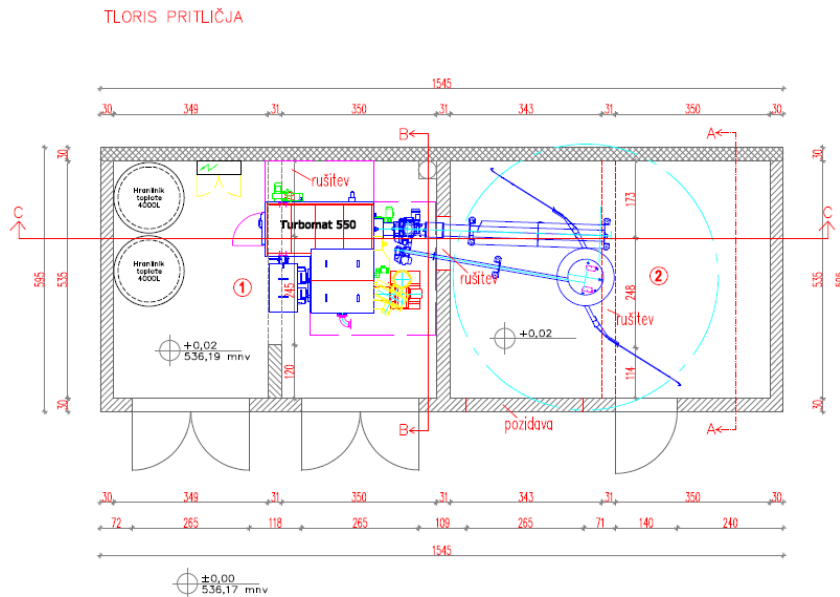 TLORIS PRITLIČJA
1545
30 349 31 350 31 343 31 350 30
B A
30 30
Hranilnik
toplote
4000L
rušitev
173
Turbomat 550
C C
595 535 535 595
Hranilnik
toplote
4000L
1
245
rušitev
2
248
rušitev
+0,02
536,19 mnv
+0,02
120
114
30 30
B A
pozidava
30 349 31 350 31 343 31 350 30
72 265 118 265 109 265 71 140 240
1545
±0,00
536,17 mnv